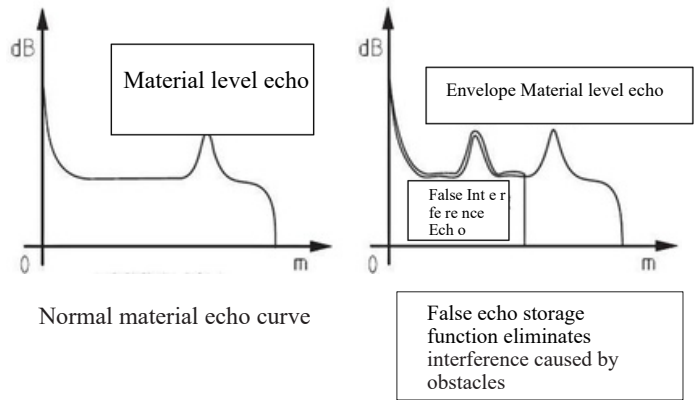 dB
Material level echo
0
m
Normal material echo curve
dB
Envelope Material level echo
False Int e r
fe re nce
Ech o
0
m
False echo storage
function eliminates
interference caused by
obstacles